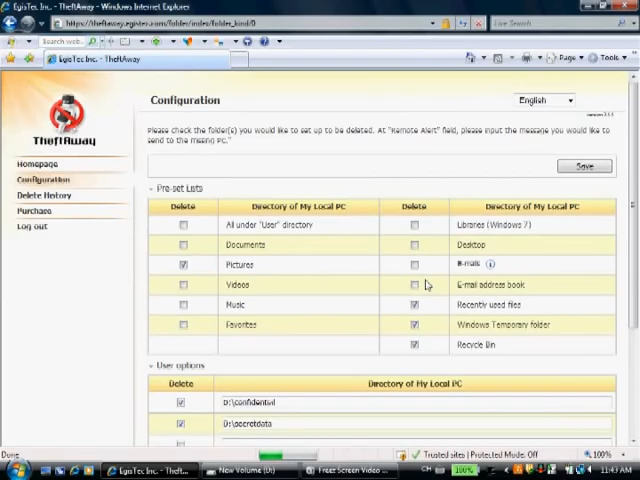 EgisTec Inc. - TheftAway - Windows Internet Explorer
https://theftaway.egistec.com/folder/index/folder_kind/0
Live Search
Search web...
EgisTec Inc. - TheftAway
Page
Tools
Configuration
English
TheftAway
Please check the folder(s) you would like to set up to be deleted. At "Remote Alert" field, please input the message you would like to
send to the missing PC."
Homepage
Save
Configuration
Pre-set Lists
Delete History
Delete Directory of My Local PC Delete Directory of My Local PC
Purchase
Log out
All under "User" directory Libraries (Windows 7)
Documents Desktop
Pictures E-mails
Videos E-mail address book
Music Recently used files
Favorites Windows Temporary folder
Recycle Bin
User options
Delete Directory of My Local PC
D:\confidential
D:\secretdata
Done
Trusted sites | Protected Mode: Off
100%
EgisTec Inc. - Theft...
New Volume (D:)
Free Screen Video ...
CH
100%
11:43 AM